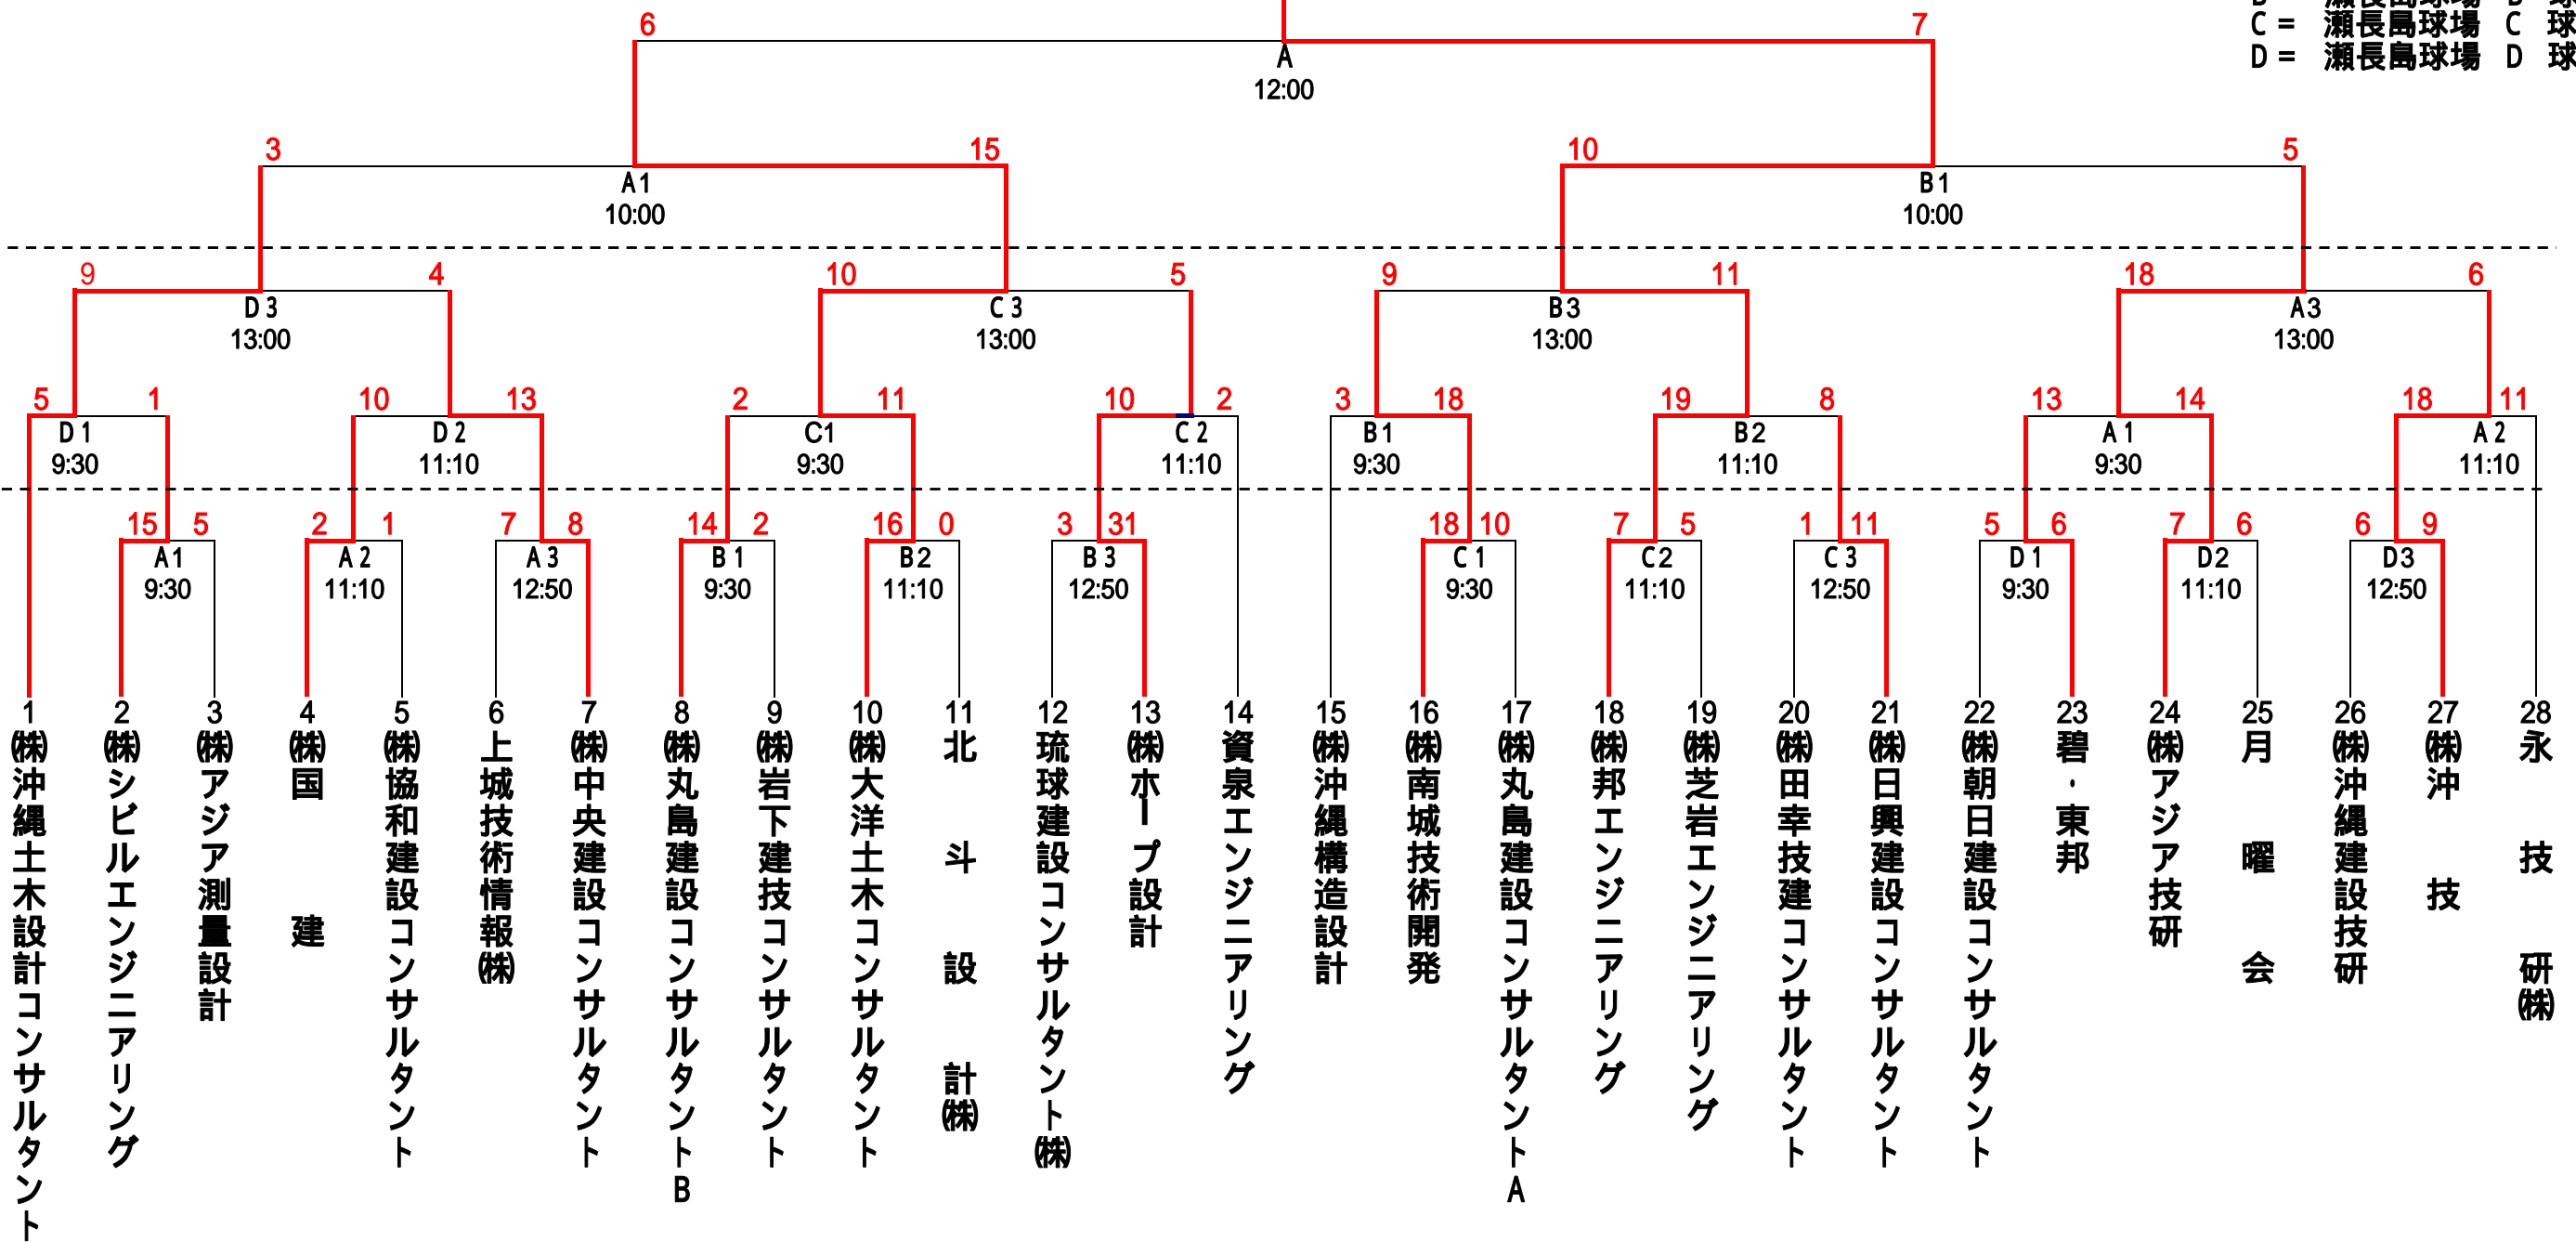 瀬長島球場
C = 瀬長島球場 C 球
D = 瀬長島球場 D 球
6 7
A
12:00
3 15 10 5
A1 B1
10:00 10:00
9 4 10 5 9 11 18 6
D3 C3 B3 A3
13:00 13:00 13:00 13:00
5 1 10 13 2 11 10 2 3 18 19 8 13 14 18 11
D1 D2 C1 C2 B1 B2 A1 A2
9:30 11:10 9:30 11:10 9:30 11:10 9:30 11:10
15 5 2 1 7 8 14 2 16 0 3 31 18 10 7 5 1 11 5 6 7 6 6 9
A1 A2 A3 B1 B2 B3 C1 C2 C3 D1 D2 D3
9:30 11:10 12:50 9:30 11:10 12:50 9:30 11:10 12:50 9:30 11:10 12:50
1 ㈱沖縄土木設計コンサルタント
2 ㈱シビルエンジニアリング
3 ㈱アジア測量設計
4 ㈱国建
5 ㈱協和建設コンサルタント
6 上城技術情報㈱
7 ㈱中央建設コンサルタント
8 ㈱丸島建設コンサルタントB
9 ㈱岩下建技コンサルタント
10 ㈱大洋土木コンサルタント
11 北斗設計㈱
12 琉球建設コンサルタント㈱
13 ㈱ホープ設計
14 資泉エンジニアリング
15 ㈱沖縄構造設計
16 ㈱南城技術開発
17 ㈱丸島建設コンサルタントA
18 ㈱邦エンジニアリング
19 ㈱芝岩エンジニアリング
20 ㈱田幸技建コンサルタント
21 ㈱日興建設コンサルタント
22 ㈱朝日建設コンサルタント
23 碧・東邦
24 ㈱アジア技研
25 月曜会
26 ㈱沖縄建設技研
27 ㈱沖技
28 永技研㈱